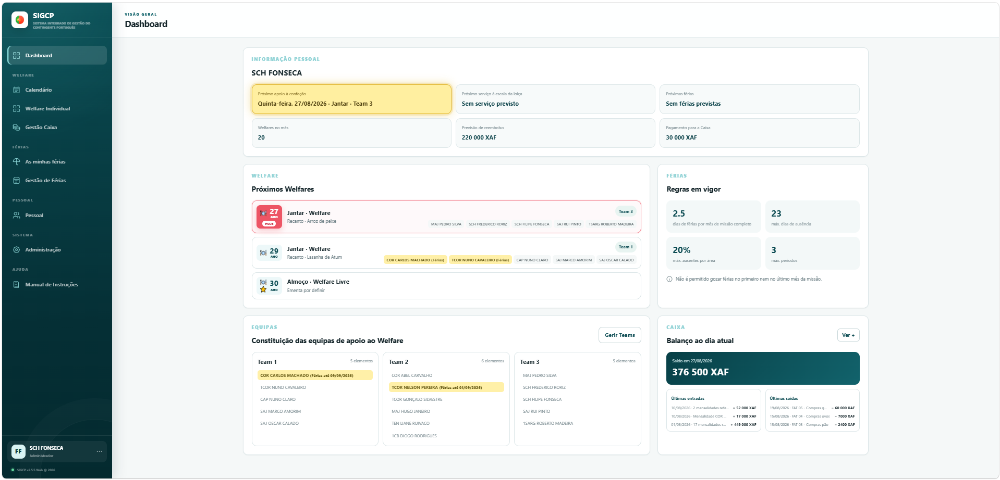 SIGCP
SISTEMA INTEGRADO DE GESTÃO DO
CONTINGENTE PORTUGUÊS
Dashboard
WELFARE
Calendário
Welfare Individual
Gestão Caixa
FÉRIAS
As minhas férias
Gestão de Férias
PESSOAL
Pessoal
SISTEMA
Administração
AJUDA
Manual de Instruções
FF
SCH FONSECA
Administrador
SIGCP v2.5.5 Web @ 2026
VISÃO GERAL
Dashboard
INFORMAÇÃO PESSOAL
SCH FONSECA
Próximo apoio à confeção
Quinta-feira, 27/08/2026 · Jantar · Team 3
Próximo serviço à escala da loiça
Sem serviço previsto
Próximas férias
Sem férias previstas
Welfares no mês
20
Previsão de reembolso
220 000 XAF
Pagamento para a Caixa
30 000 XAF
WELFARE
Próximos Welfares
27
AGO
HOJE
Jantar · Welfare
Recanto · Arroz de peixe
Team 3
MAJ PEDRO SILVA SCH FREDERICO RORIZ SCH FILIPE FONSECA SAJ RUI PINTO 1SARG ROBERTO MADEIRA
29
AGO
Jantar · Welfare
Recanto · Lasanha de Atum
Team 1
COR CARLOS MACHADO (Férias) TCOR NUNO CAVALEIRO (Férias) CAP NUNO CLARO SAJ MARCO AMORIM SAJ OSCAR CALADO
30
AGO
Almoço · Welfare Livre
Ementa por definir
FÉRIAS
Regras em vigor
2.5
dias de férias por mês de missão completo
23
máx. dias de ausência
20%
máx. ausentes por área
3
máx. períodos
Não é permitido gozar férias no primeiro nem no último mês da missão.
EQUIPAS
Constituição das equipas de apoio ao Welfare
Gerir Teams
Team 1
5 elementos
COR CARLOS MACHADO (Férias até 09/09/2026)
TCOR NUNO CAVALEIRO
CAP NUNO CLARO
SAJ MARCO AMORIM
SAJ OSCAR CALADO
Team 2
6 elementos
COR ABEL CARVALHO
TCOR NELSON PEREIRA (Férias até 01/09/2026)
TCOR GONÇALO SILVESTRE
MAJ HUGO JANEIRO
TEN LIANE RUIVACO
1CB DIOGO RODRIGUES
Team 3
5 elementos
MAJ PEDRO SILVA
SCH FREDERICO RORIZ
SCH FILIPE FONSECA
SAJ RUI PINTO
1SARG ROBERTO MADEIRA
CAIXA
Balanço ao dia atual
Ver +
Saldo em 27/08/2026
376 500 XAF
Últimas entradas
10/08/2026 · 2 mensalidades refe... + 52 000 XAF
10/08/2026 · Mensalidade COR ... + 17 000 XAF
01/08/2026 · 17 mensalidades r... + 449 000 XAF
Últimas saídas
19/08/2026 · FAT 05 · Compras g... − 60 000 XAF
15/08/2026 · FAT 04 · Compras ovos − 7000 XAF
15/08/2026 · FAT 03 · Compras pão − 2400 XAF